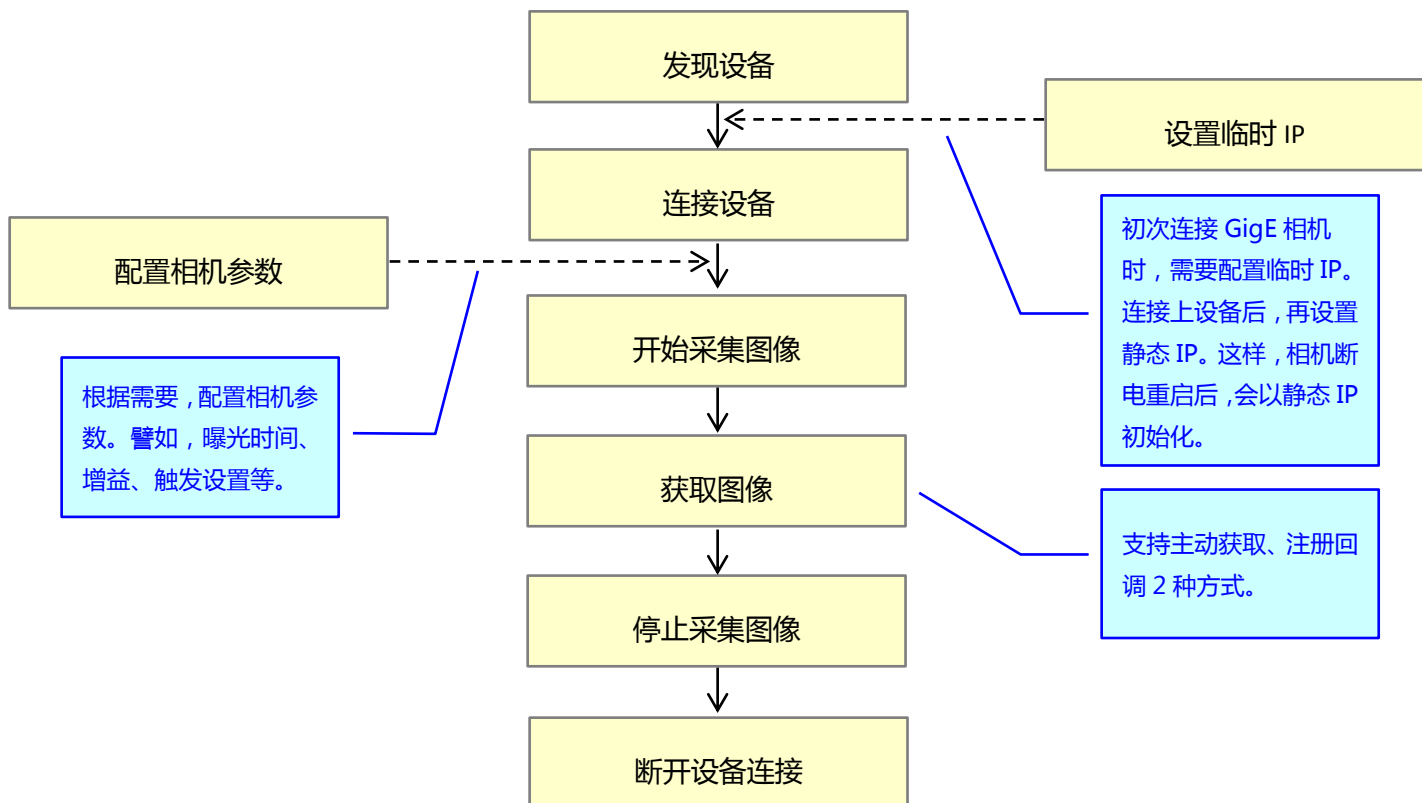 发现设备
设置临时 IP
连接设备
初次连接 GigE 相机
时，需要配置临时 IP。
连接上设备后，再设置
静态 IP。这样，相机断
电重启后，会以静态 IP
初始化。
配置相机参数
开始采集图像
根据需要，配置相机参
数。譬如，曝光时间、
增益、触发设置等。
获取图像
支持主动获取、注册回
调 2 种方式。
停止采集图像
断开设备连接